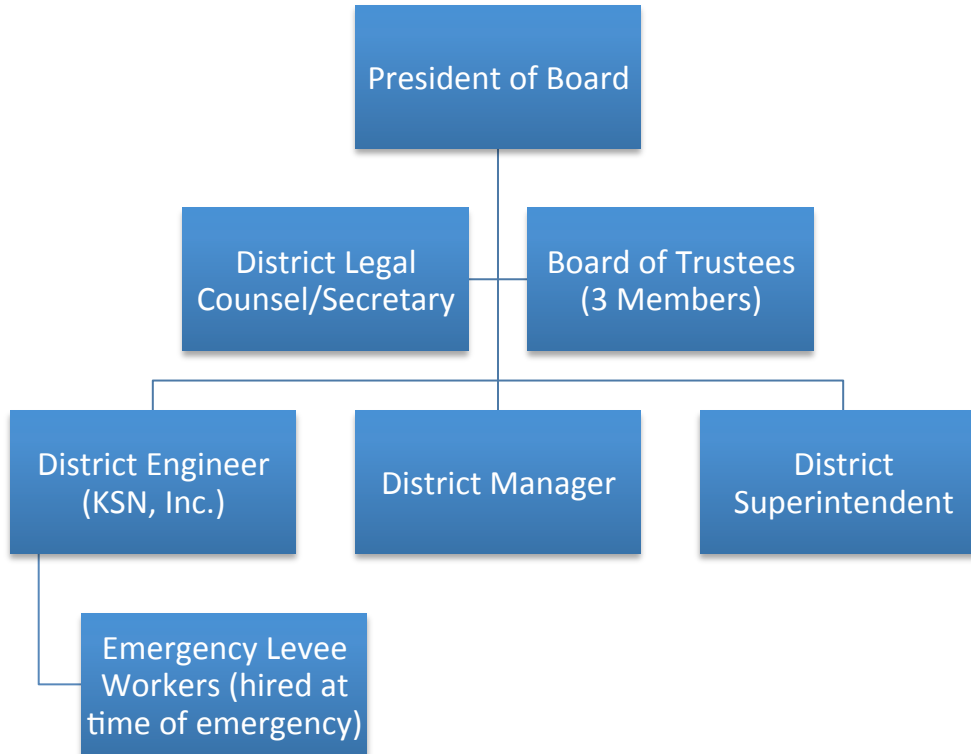 President of Board
District Legal
Counsel/Secretary
Board of Trustees
(3 Members)
District Engineer
(KSN, Inc.)
District Manager
District
Superintendent
Emergency Levee
Workers (hired at
time of emergency)